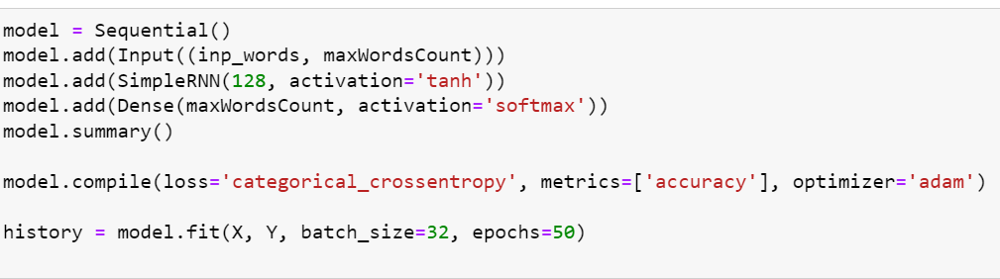 model = Sequential()
model.add(Input((inp_words, maxWordsCount)))
model.add(SimpleRNN(128, activation='tanh'))
model.add(Dense(maxWordsCount, activation='softmax'))
model.summary()
model.compile(loss='categorical_crossentropy', metrics=['accuracy'], optimizer='adam')
history = model.fit(X, Y, batch_size=32, epochs=50)